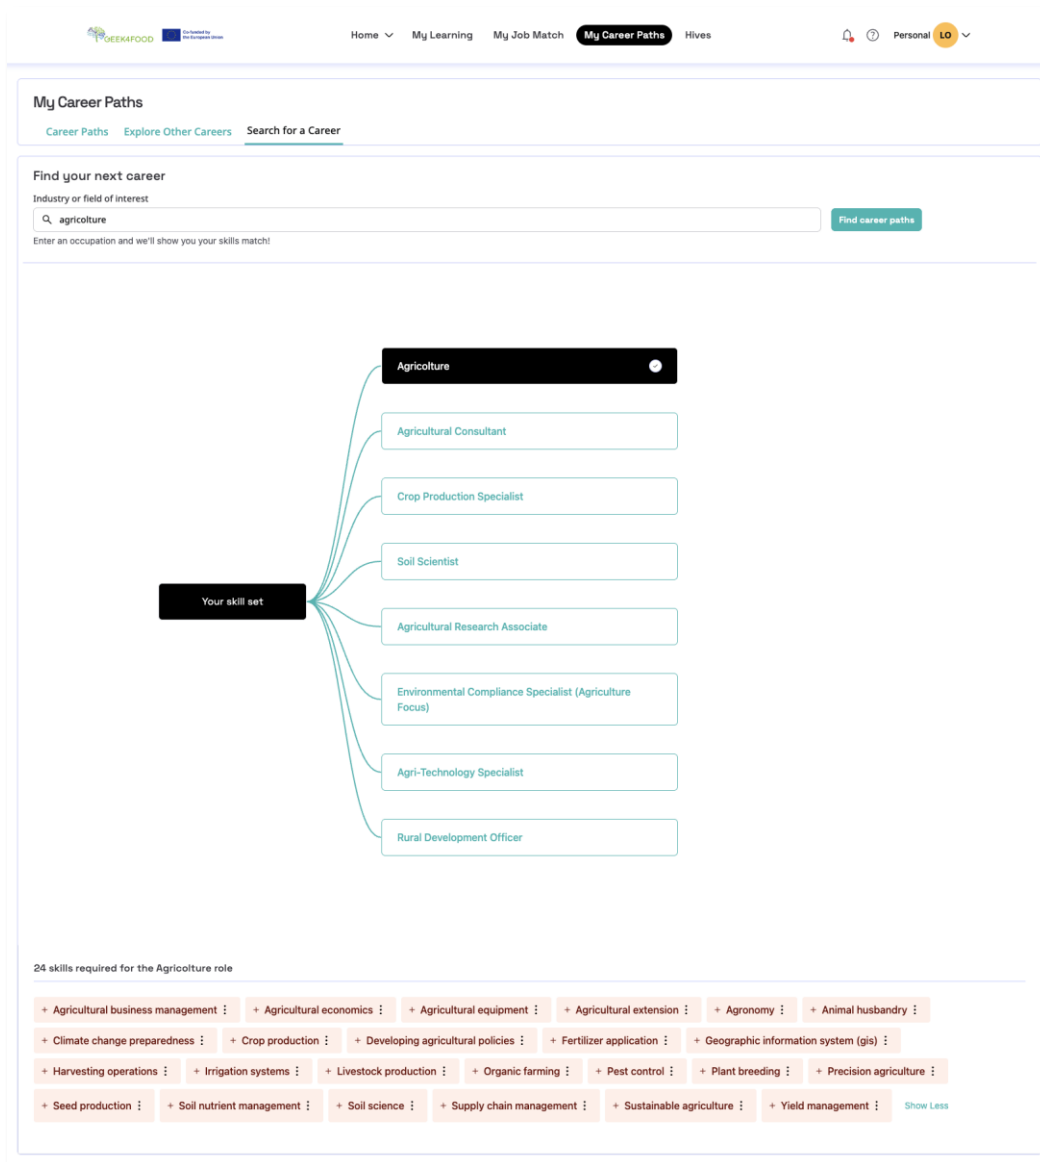 GEEK4FOOD
Co-funded by
the European Union
Home My Learning My Job Match My Career Paths Hives
? Personal LO
My Career Paths
Career Paths Explore Other Careers Search for a Career
Find your next career
Industry or field of interest
agricolture Find career paths
Enter an occupation and we'll show you your skills match!
Agricolture
Agricultural Consultant
Crop Production Specialist
Soil Scientist
Your skill set
Agricultural Research Associate
Environmental Compliance Specialist (Agriculture
Focus)
Agri-Technology Specialist
Rural Development Officer
24 skills required for the Agricolture role
+ Agricultural business management ⋮ + Agricultural economics ⋮ + Agricultural equipment ⋮ + Agricultural extension ⋮ + Agronomy ⋮ + Animal husbandry ⋮
+ Climate change preparedness ⋮ + Crop production ⋮ + Developing agricultural policies ⋮ + Fertilizer application ⋮ + Geographic information system (gis) ⋮
+ Harvesting operations ⋮ + Irrigation systems ⋮ + Livestock production ⋮ + Organic farming ⋮ + Pest control ⋮ + Plant breeding ⋮ + Precision agriculture ⋮
+ Seed production ⋮ + Soil nutrient management ⋮ + Soil science ⋮ + Supply chain management ⋮ + Sustainable agriculture ⋮ + Yield management ⋮ Show Less